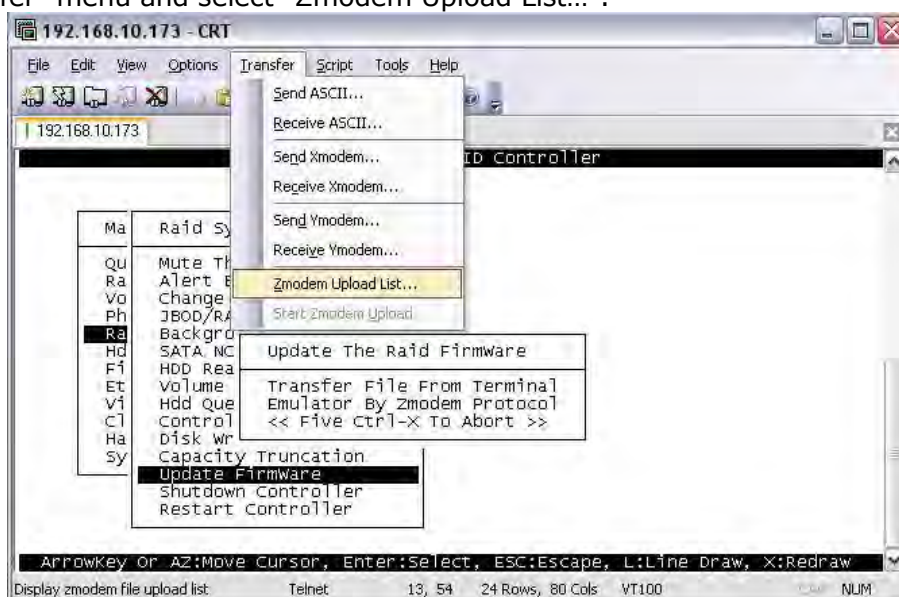 menu and select "Zmodem Upload List…".
192.168.10.173 - CRT
File Edit View Options Transfer Script Tools Help
192.168.10.173
Send ASCII...
Receive ASCII...
Send Xmodem...
Receive Xmodem...
Send Ymodem...
Receive Ymodem...
Zmodem Upload List...
Start Zmodem Upload
ID Controller
Ma
Qu
Ra
Vo
Ph
Ra
Hd
Fi
Et
Vi
Cl
Ha
Sy
Raid Sy
Mute Th
Alert B
Change
JBOD/RA
Backgro
SATA NC
HDD Rea
Volume
Hdd Que
Control
Disk Wr
Capacity Truncation
Update Firmware
Shutdown Controller
Restart Controller
Update The Raid Firmware
Transfer File From Terminal
Emulator By Zmodem Protocol
<< Five Ctrl-X To Abort >>
ArrowKey Or AZ:Move Cursor, Enter:Select, ESC:Escape, L:Line Draw, X:Redraw
Display zmodem file upload list Telnet 13, 54 24 Rows, 80 Cols VT100 NUM